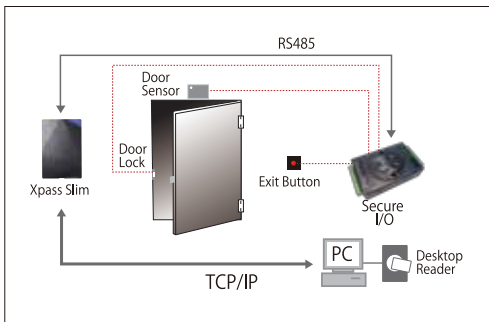 RS485
Door
Sensor
Door
Lock
Xpass Slim
Exit Button
Secure
I/O
PC
Desktop
Reader
TCP/IP